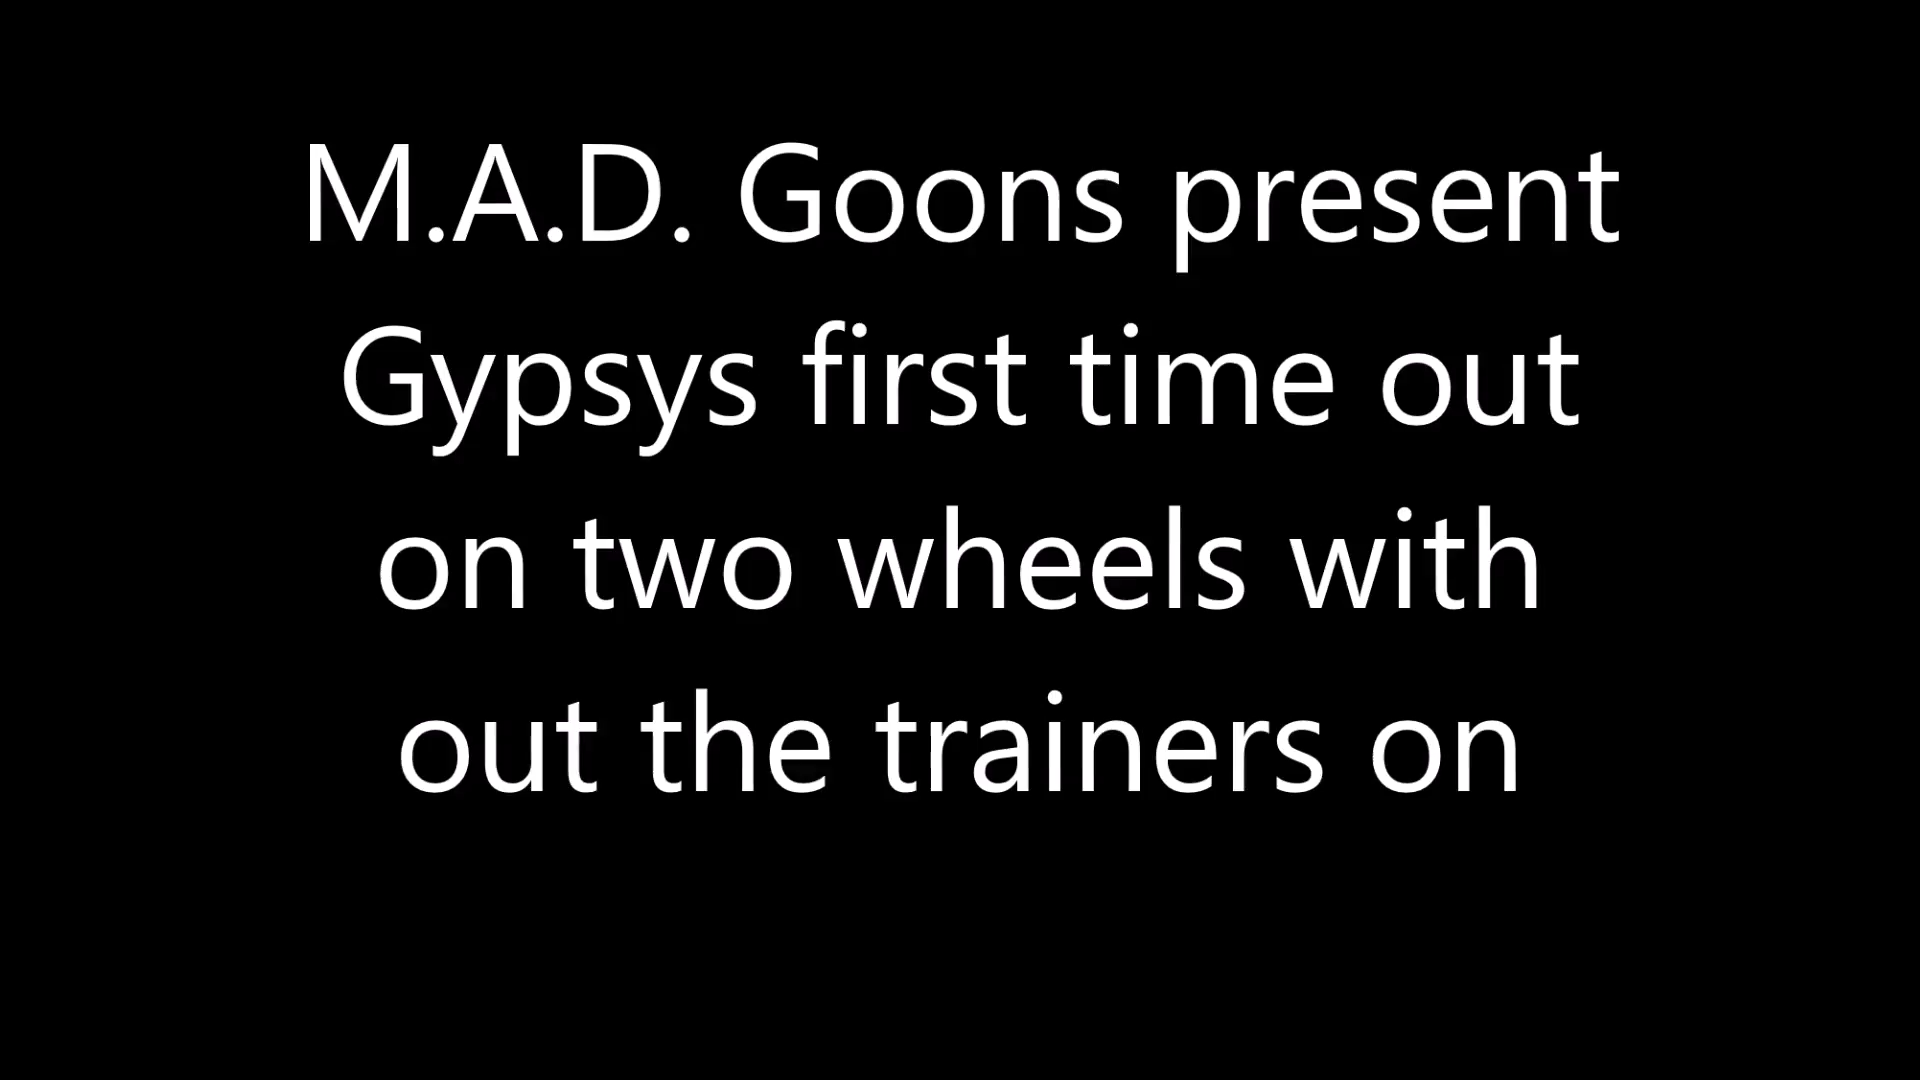 M.A.D. Goons present
Gypsys first time out
on two wheels with
out the trainers on